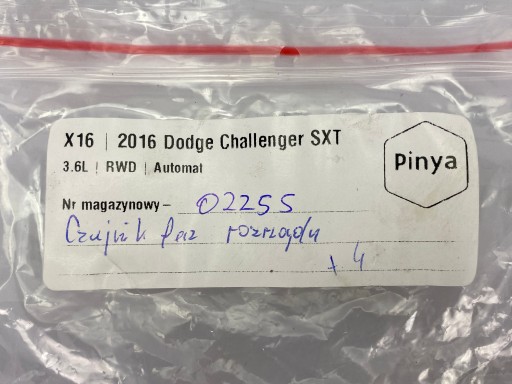 X16 | 2016 Dodge Challenger SXT
3.6L | RWD | Automat
Pinya
Nr magazynowy – 02255
Czujnik faz rozrządu
x 4